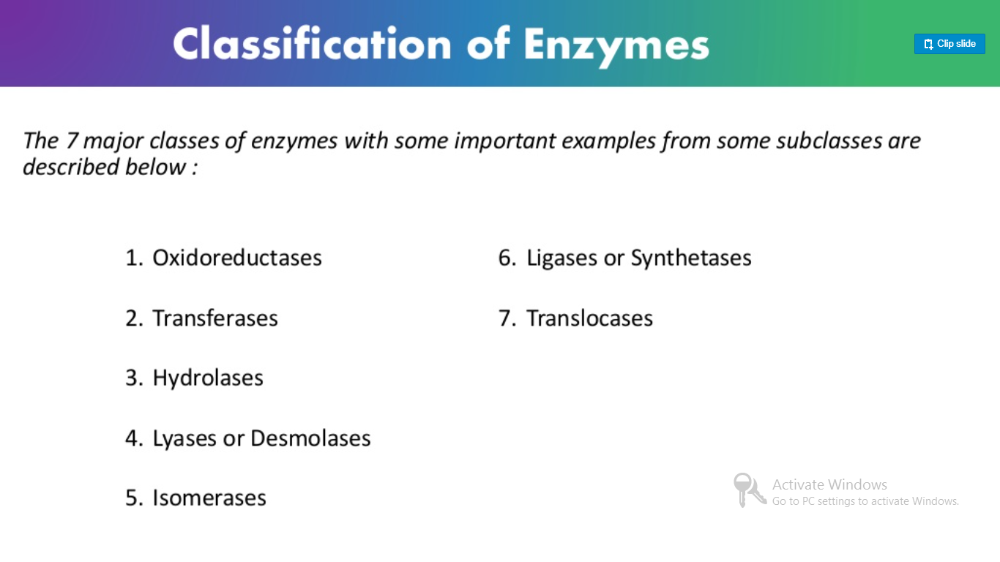 Classification of Enzymes
Clip slide
The 7 major classes of enzymes with some important examples from some subclasses are
described below :
1. Oxidoreductases
2. Transferases
3. Hydrolases
4. Lyases or Desmolases
5. Isomerases
6. Ligases or Synthetases
7. Translocases
Activate Windows
Go to PC settings to activate Windows.